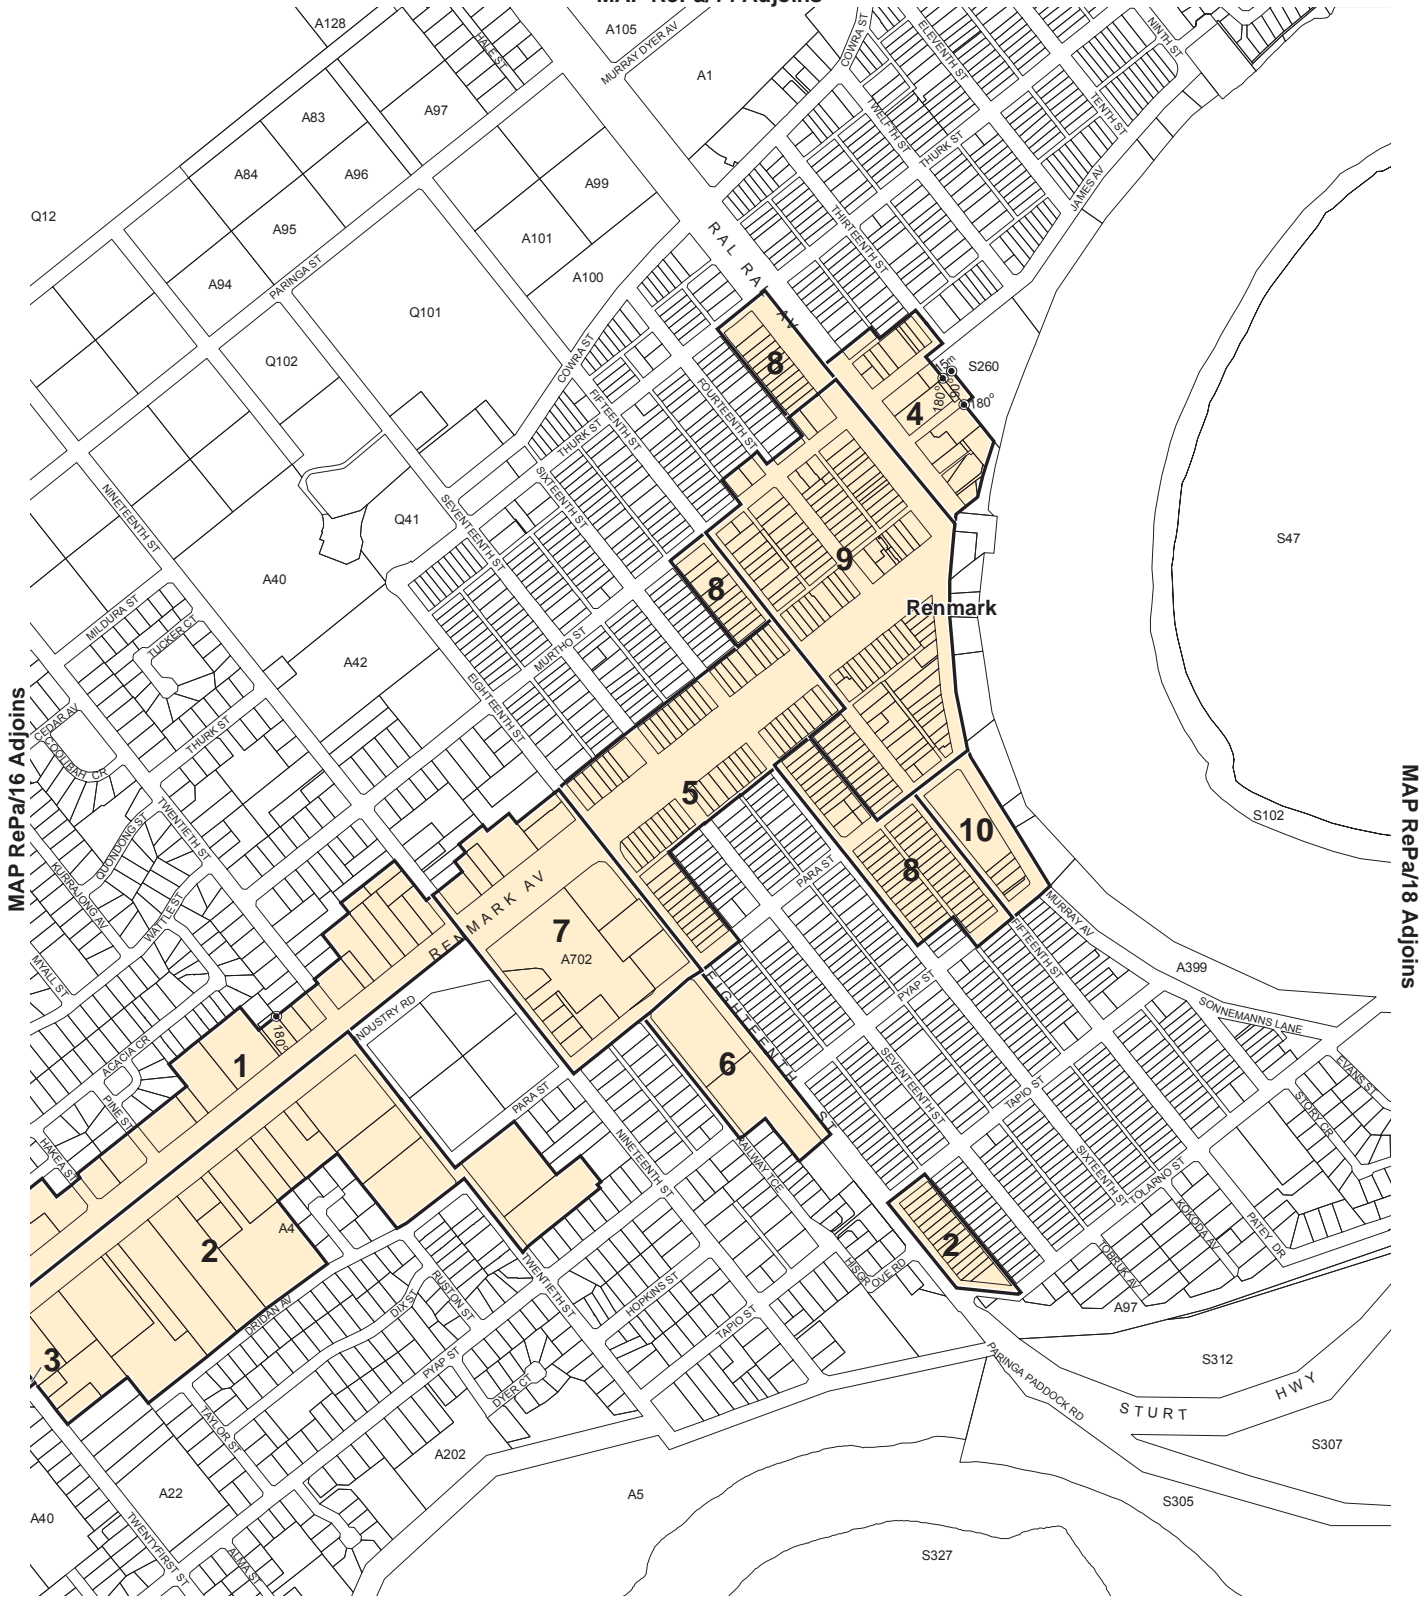 A128
A105
MURRAY DYER AV
COWRA ST
ELEVENTH ST
NINTH ST
HALE ST
A1
A83
A97
TWELFTH ST
THURK ST
TENTH ST
A84
A96
A99
JAMES AV
Q12
A95
A101
RAL RAL AV
THIRTEENTH ST
A94
PARINGA ST
A100
Q101
Q102
COWRA ST
8
15m
S260
180°
90°
180°
4
FOURTEENTH ST
FIFTEENTH ST
THURK ST
SIXTEENTH ST
NINETEENTH ST
SEVENTEENTH ST
Q41
S47
A40
9
8
MILDURA ST
TUCKER CT
Renmark
MURTHO ST
A42
EIGHTEENTH ST
MAP RePa/16 Adjoins
CEDAR AV
COOLIBAH CR
THURK ST
5
MAP RePa/18 Adjoins
QUONDONG ST
TWENTIETH ST
S102
10
KURRAJONG AV
WATTLE ST
PARA ST
8
RENMARK AV
7
A702
MURRAY AV
FIFTEENTH ST
MYALL ST
PYAP ST
A399
EIGHTEENTH ST
SONNEMANNS LANE
INDUSTRY RD
180°
1
ACACIA CR
6
SEVENTEENTH ST
EVANS ST
PINE ST
PARA ST
TAPIO ST
STORY CR
HAKEA ST
NINETEENTH ST
RAILWAY TCE
SIXTEENTH ST
TOLARNO ST
KOKODA AV
PATEY DR
A4
2
2
TOBRUK AV
TWENTIETH ST
HOPKINS ST
RUSTON ST
DIX ST
DRIDAN AV
TAPIO ST
A97
3
PYAP ST
DYER CT
PARINGA PADDOCK RD
S312
STURT HWY
TAYLOR ST
A202
S307
A22
A5
S305
A40
TWENTYFIRST ST
ALMA ST
S327